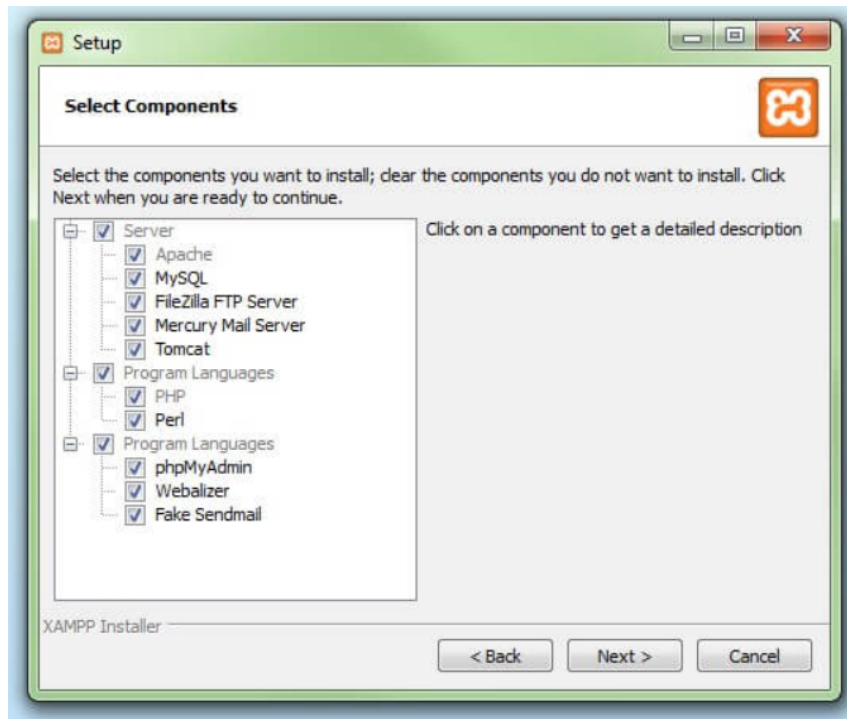 Setup
Select Components
Select the components you want to install; clear the components you do not want to install. Click
Next when you are ready to continue.
Server
Apache
MySQL
FileZilla FTP Server
Mercury Mail Server
Tomcat
Program Languages
PHP
Perl
Program Languages
phpMyAdmin
Webalizer
Fake Sendmail
Click on a component to get a detailed description
XAMPP Installer
< Back
Next >
Cancel